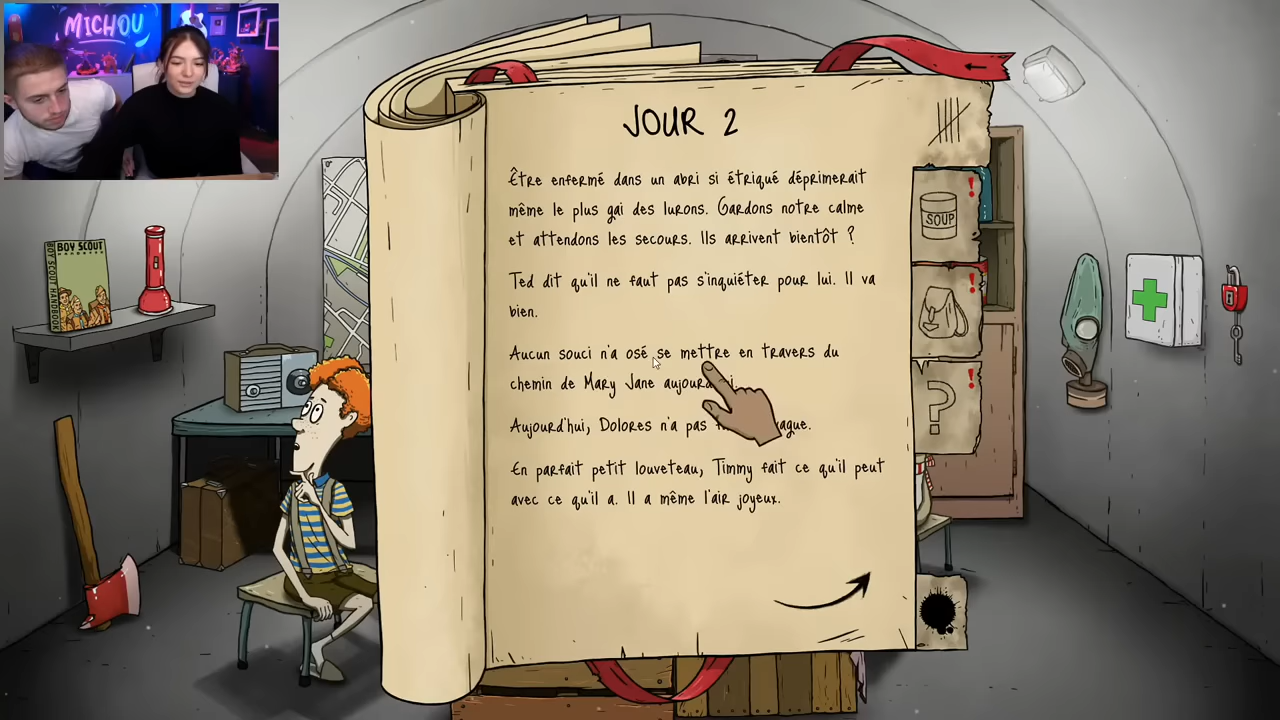 MICHOU
JOUR 2
Être enfermé dans un abri si étriqué déprimerait
même le plus gai des lurons. Gardons notre calme
et attendons les secours. Ils arrivent bientôt ?
Ted dit qu'il ne faut pas s'inquiéter pour lui. Il va
bien.
Aucun souci n'a osé se mettre en travers du
chemin de Mary Jane
Aujourd'hui, Dolores n'a pas
En parfait petit louveteau, Timmy fait ce qu'il peut
avec ce qu'il a. Il a même l'air joyeux.
SOUP
!
!
?
!
BOY SCOUT
BOY SCOUT HANDBOOK